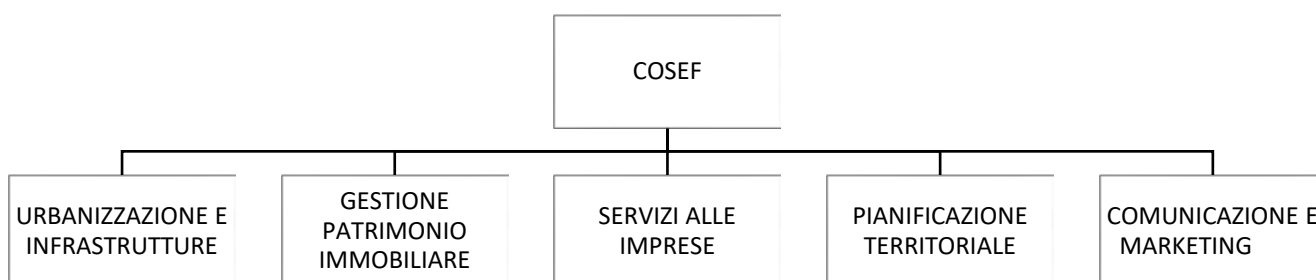 COSEF
URBANIZZAZIONE E
INFRASTRUTTURE
GESTIONE
PATRIMONIO
IMMOBILIARE
SERVIZI ALLE
IMPRESE
PIANIFICAZIONE
TERRITORIALE
COMUNICAZIONE E
MARKETING